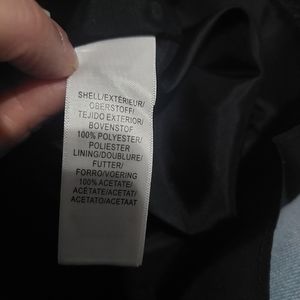 SHELL/EXTÉRIEUR/
OBERSTOFF/
TEJIDO EXTERIOR/
BOVENSTOF
100% POLYESTER/
POLIESTER
LINING/DOUBLURE/
FUTTER/
FORRO/VOERING
100% ACETATE/
ACÉTATE/AZETAT/
ACETATO/ACETAAT